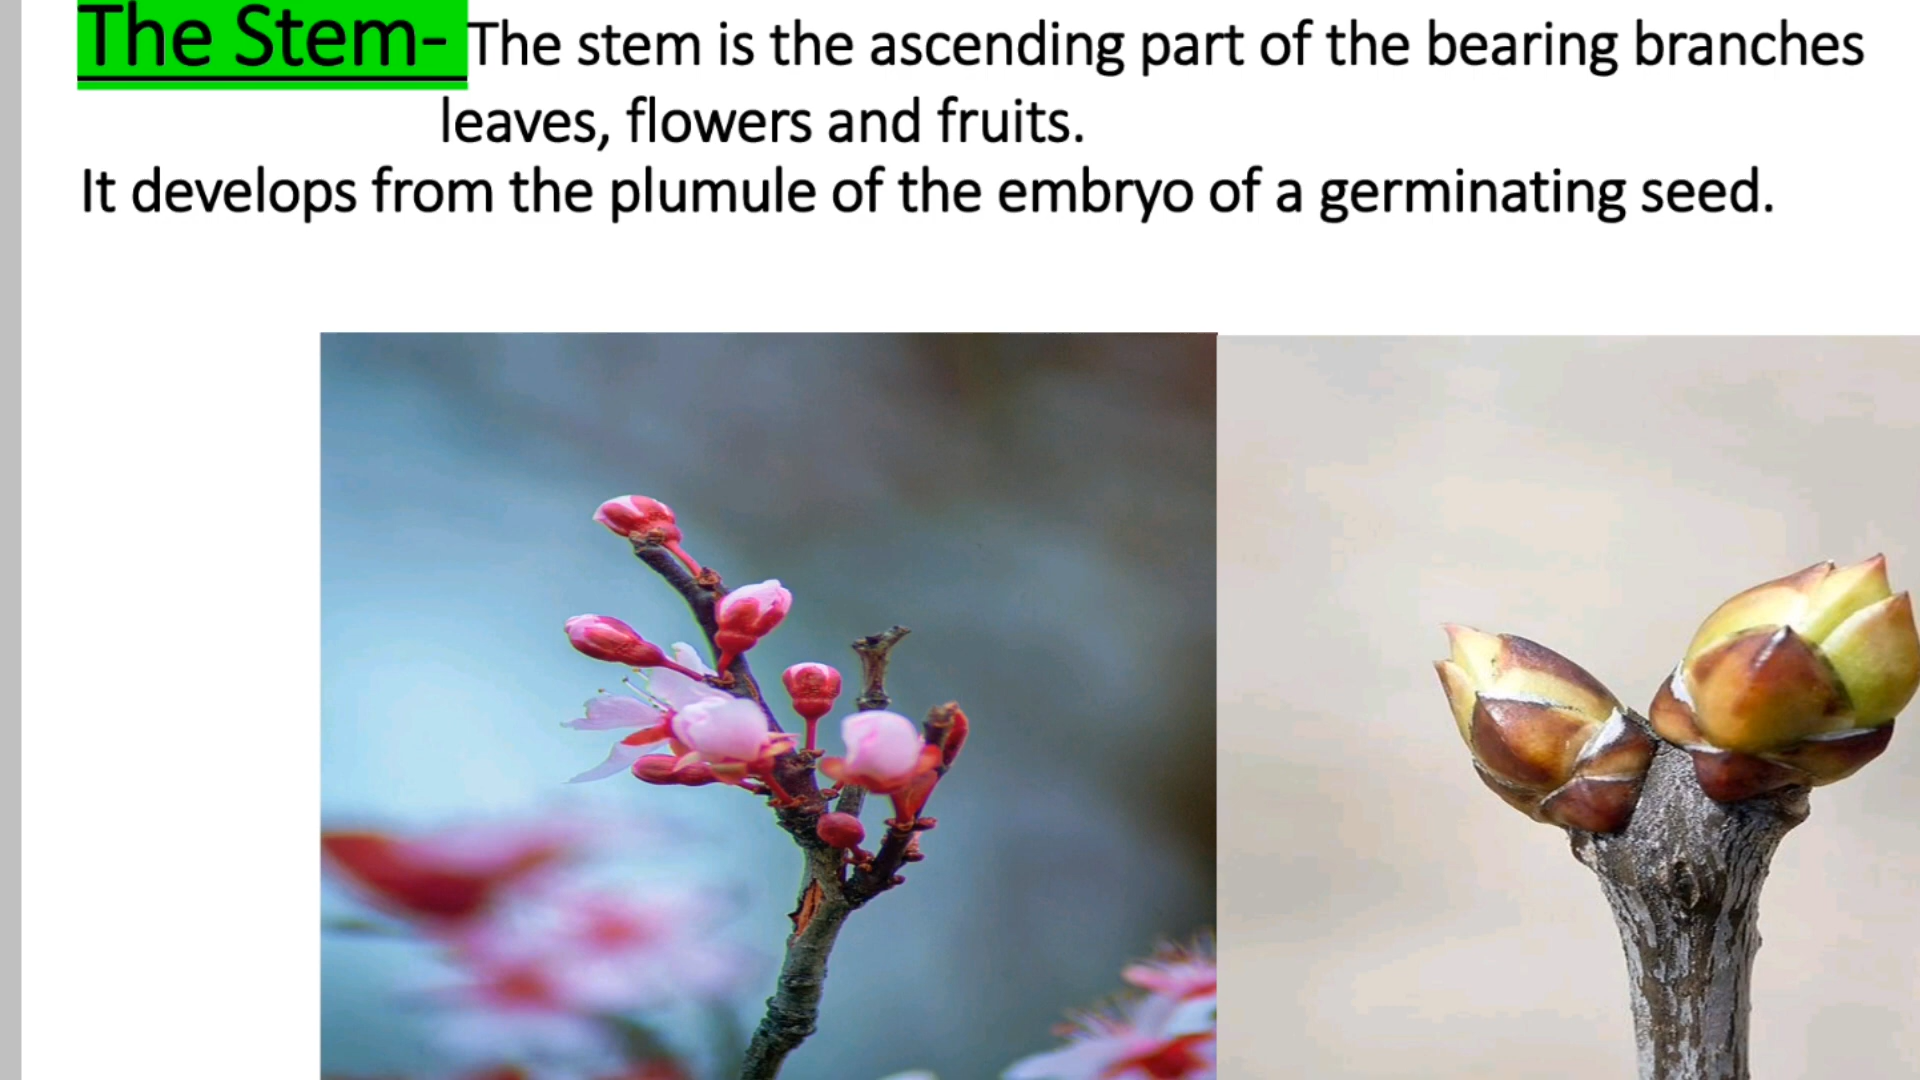 The Stem- The stem is the ascending part of the bearing branches
leaves, flowers and fruits.
It develops from the plumule of the embryo of a germinating seed.